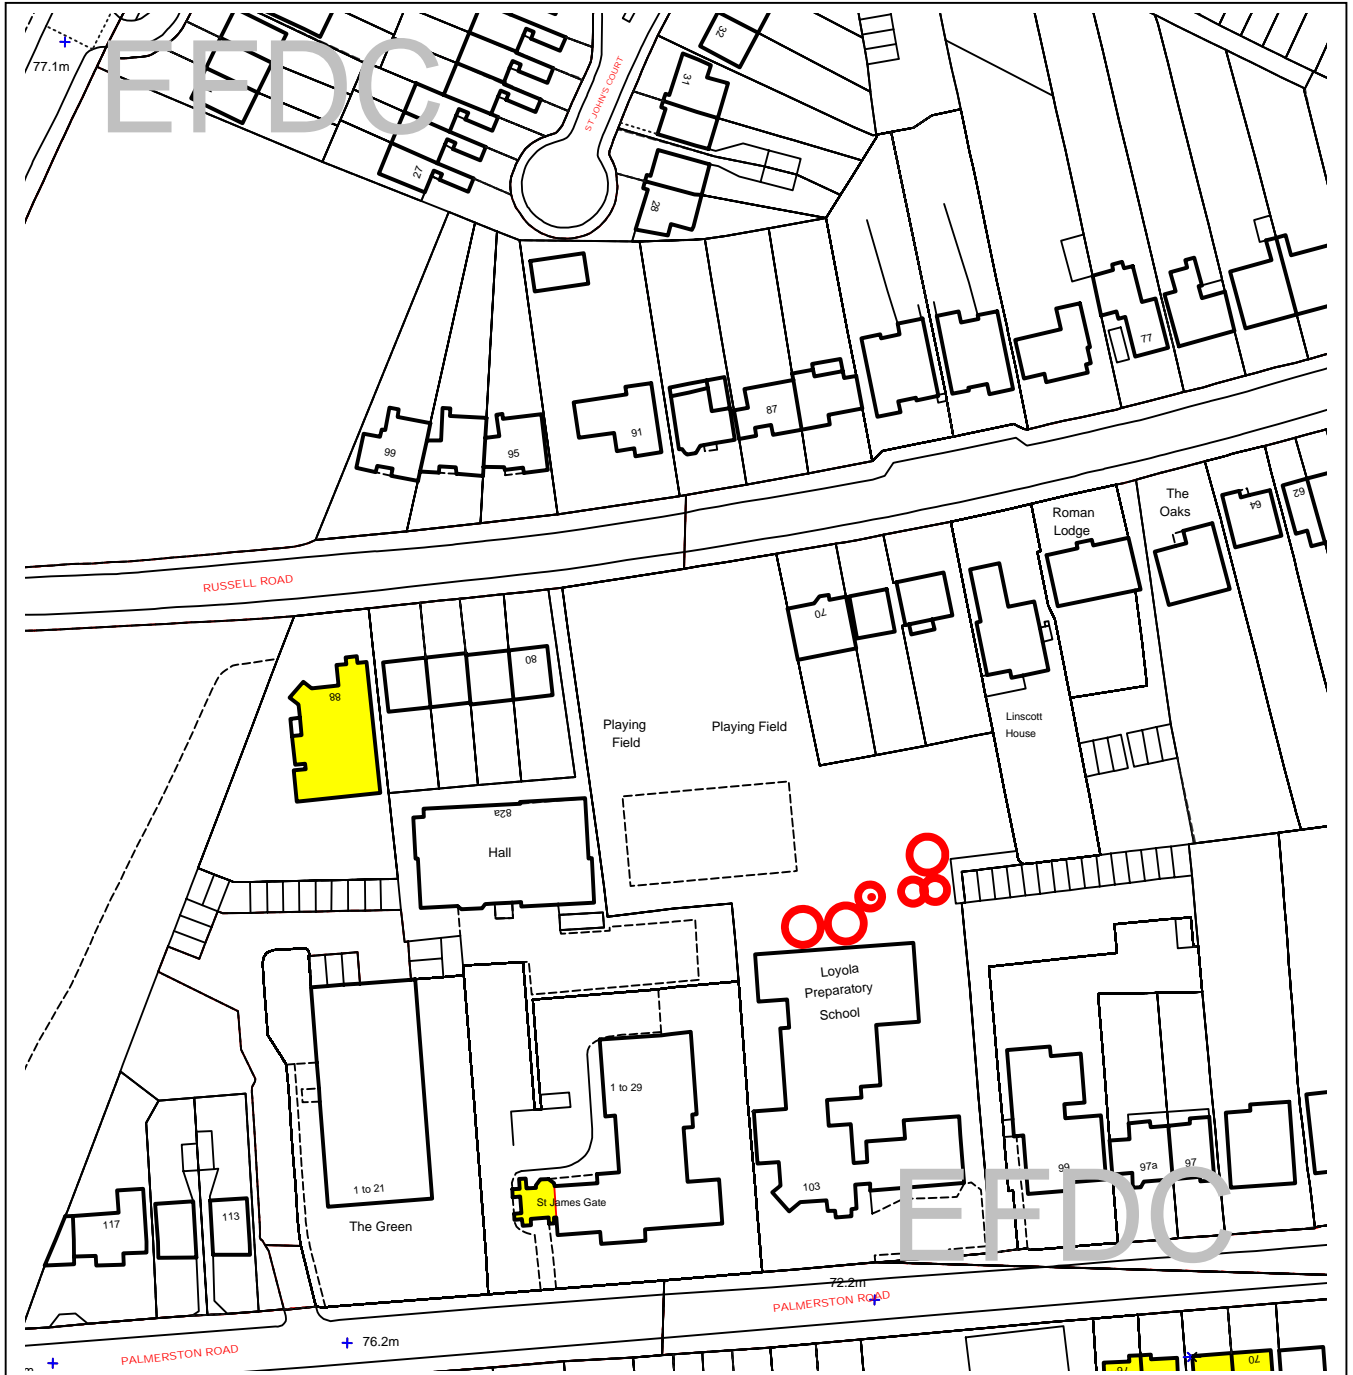 EFDC
77.1m
ST JOHN'S COURT
32
31
27
28
77
99
95
91
87
RUSSELL ROAD
Roman
Lodge
The
Oaks
64
62
70
88
80
Playing
Field
Playing Field
Linscott
House
82a
Hall
Loyola
Preparatory
School
1 to 29
1 to 21
The Green
St James Gate
103
99
97a
97
117
113
EFDC
72.2m
PALMERSTON ROAD
76.2m
PALMERSTON ROAD
76
70